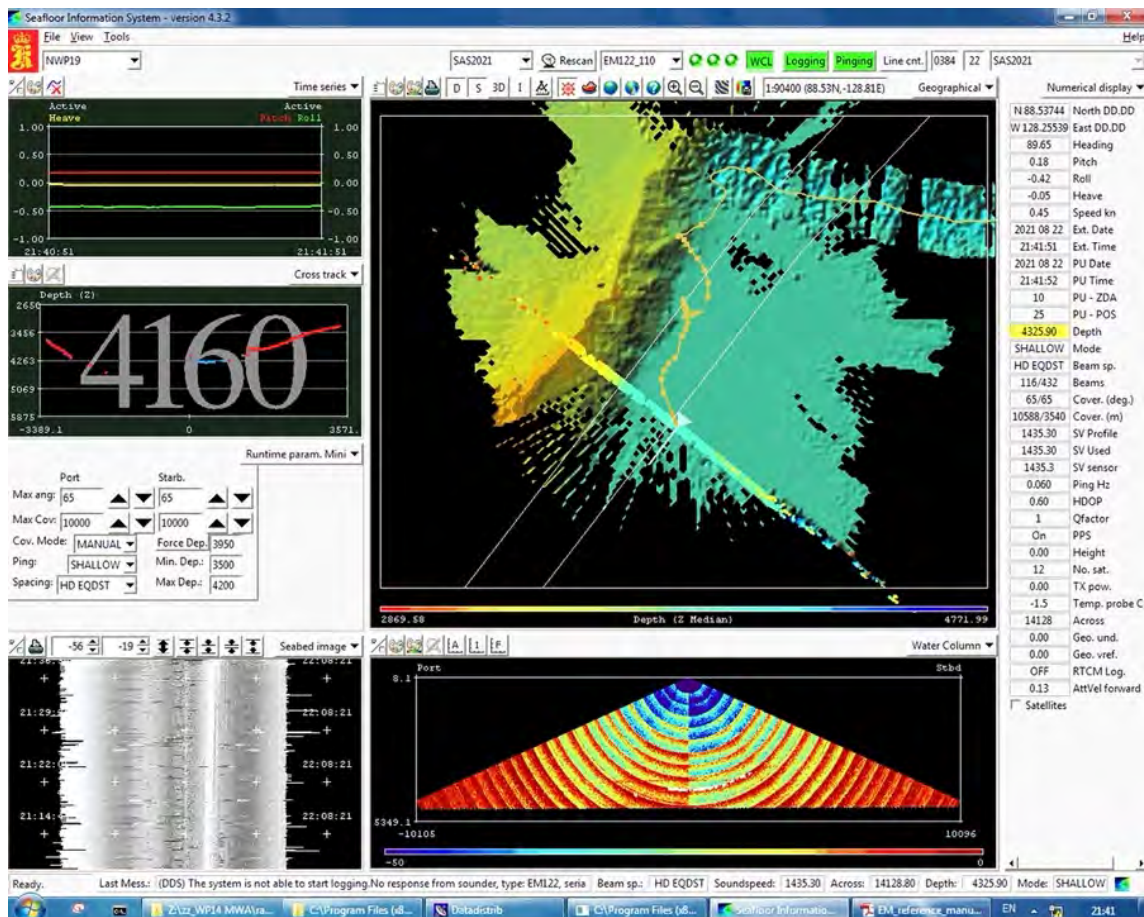 Seafloor Information System - version 4.3.2
File View Tools Help
NWP19 SAS2021 Rescan EM122_110 WCL Logging Pinging Line cnt. 0384 22 SAS2021
Time series
D S 3D I 1:90400 (88.53N,-128.81E) Geographical
Numerical display
Active Active
Heave Pitch Roll
1.00 1.00
0.50 0.50
0.00 0.00
-0.50 -0.50
-1.00 -1.00
21:40:51 21:41:51
Cross track
Depth (Z)
2650
3456
4263
5069
5875
4160
-3389.1 0 3571.
Runtime param. Mini
Port Starb.
Max ang: 65 65
Max Cov: 10000 10000
Cov. Mode: MANUAL Force Dep. 3950
Ping: SHALLOW Min. Dep.: 3500
Spacing: HD EQDST Max Dep.: 4200
2869.58 Depth (Z Median) 4771.99
N 88.53744 North DD.DD
W 128.25539 East DD.DD
89.65 Heading
0.18 Pitch
-0.42 Roll
-0.05 Heave
0.45 Speed kn
2021 08 22 Ext. Date
21:41:51 Ext. Time
2021 08 22 PU Date
21:41:52 PU Time
10 PU - ZDA
25 PU - POS
4325.90 Depth
SHALLOW Mode
HD EQDST Beam sp.
116/432 Beams
65/65 Cover. (deg.)
10588/3540 Cover. (m)
1435.30 SV Profile
1435.30 SV Used
1435.3 SV sensor
0.060 Ping Hz
0.60 HDOP
1 Qfactor
On PPS
0.00 Height
12 No. sat.
0.00 TX pow.
-1.5 Temp. probe C
14128 Across
0.00 Geo. und.
0.00 Geo. vref.
OFF RTCM Log.
0.13 AttVel forward
Satellites
-56 -19 Seabed image
21:29: 22:08:21
21:22: 22:08:21
21:14: 22:08:21
Water Column
Port Stbd
8.1
5349.1
-10105 10096
-50 0
Ready. Last Mess.: (DDS) The system is not able to start logging.No response from sounder, type: EM122, seria Beam sp.: HD EQDST Soundspeed: 1435.30 Across: 14128.80 Depth: 4325.90 Mode: SHALLOW
Z:\zz_WP14 MWA\ra... C:\Program Files (x8... Datadistrib C:\Program Files (x8... Seafloor Informatio... EM_reference_manu... EN 21:41